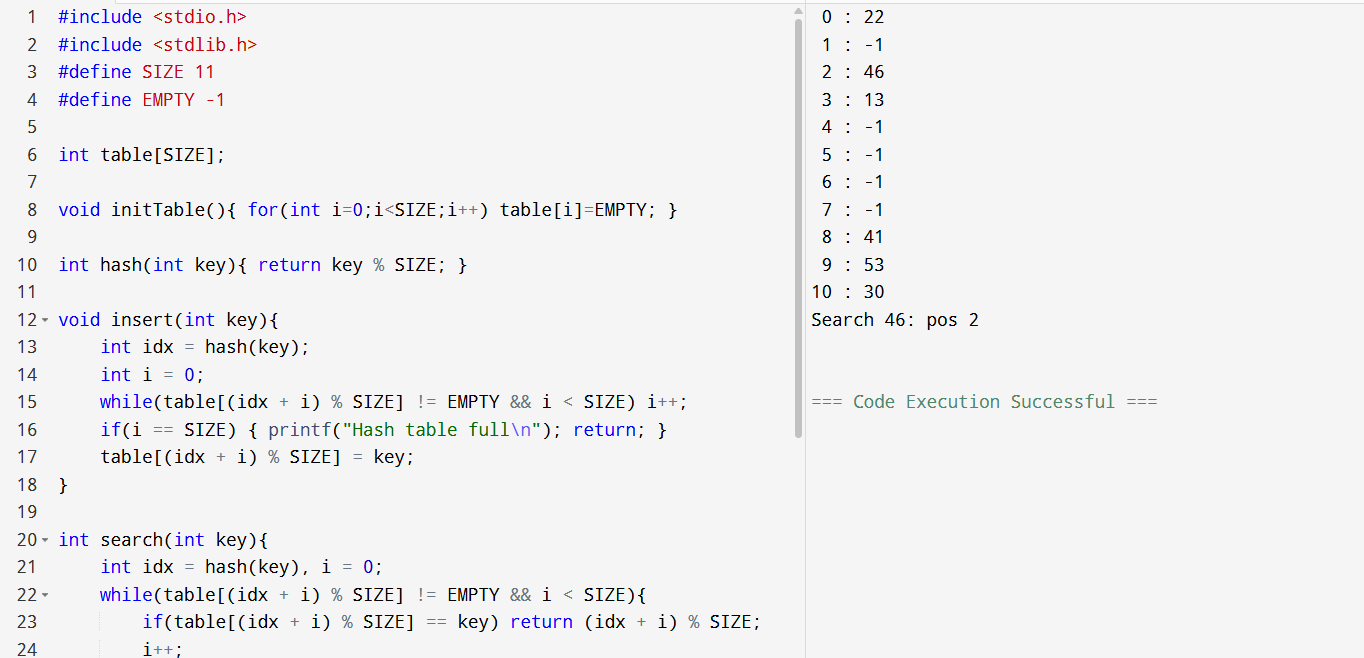 1 #include <stdio.h>
2 #include <stdlib.h>
3 #define SIZE 11
4 #define EMPTY -1
5
6 int table[SIZE];
7
8 void initTable(){ for(int i=0;i<SIZE;i++) table[i]=EMPTY; }
9
10 int hash(int key){ return key % SIZE; }
11
12 void insert(int key){
13     int idx = hash(key);
14     int i = 0;
15     while(table[(idx + i) % SIZE] != EMPTY && i < SIZE) i++;
16     if(i == SIZE) { printf("Hash table full\n"); return; }
17     table[(idx + i) % SIZE] = key;
18 }
19
20 int search(int key){
21     int idx = hash(key), i = 0;
22     while(table[(idx + i) % SIZE] != EMPTY && i < SIZE){
23         if(table[(idx + i) % SIZE] == key) return (idx + i) % SIZE;
24         i++;
0 : 22
1 : -1
2 : 46
3 : 13
4 : -1
5 : -1
6 : -1
7 : -1
8 : 41
9 : 53
10 : 30
Search 46: pos 2
=== Code Execution Successful ===